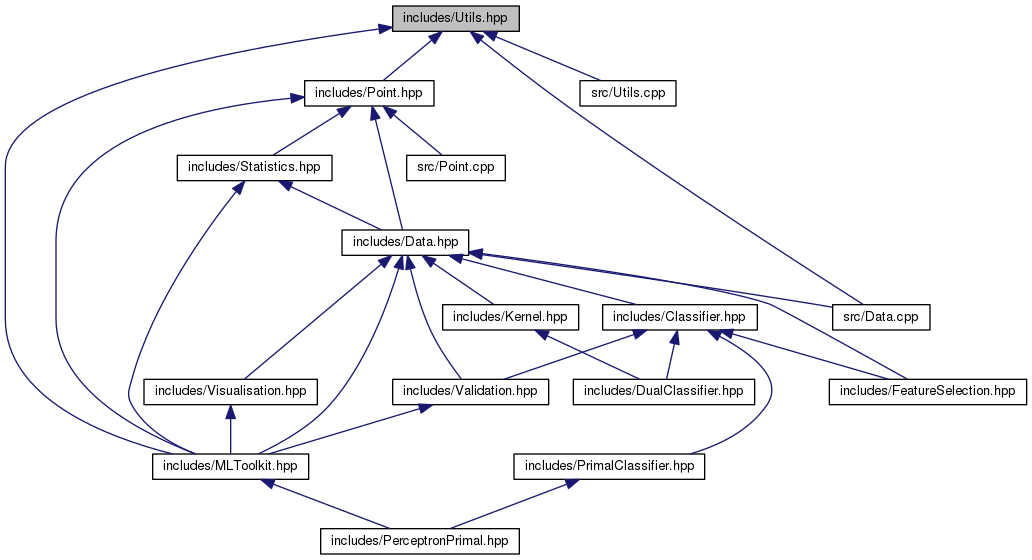 includes/Utils.hpp
includes/Point.hpp
src/Utils.cpp
includes/Statistics.hpp
src/Point.cpp
includes/Data.hpp
includes/Kernel.hpp
includes/Classifier.hpp
src/Data.cpp
includes/Visualisation.hpp
includes/Validation.hpp
includes/DualClassifier.hpp
includes/FeatureSelection.hpp
includes/MLToolkit.hpp
includes/PrimalClassifier.hpp
includes/PerceptronPrimal.hpp